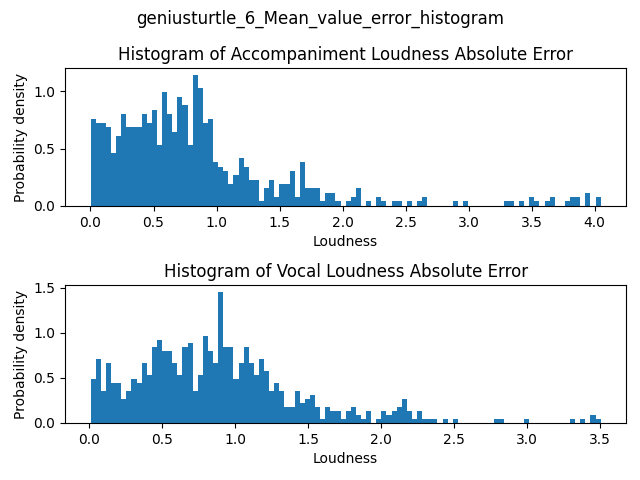 geniusturtle_6_Mean_value_error_histogram
Histogram of Accompaniment Loudness Absolute Error
Probability density
1.0
0.5
0.0
0.0 0.5 1.0 1.5 2.0 2.5 3.0 3.5 4.0
Loudness
Histogram of Vocal Loudness Absolute Error
Probability density
1.5
1.0
0.5
0.0
0.0 0.5 1.0 1.5 2.0 2.5 3.0 3.5
Loudness